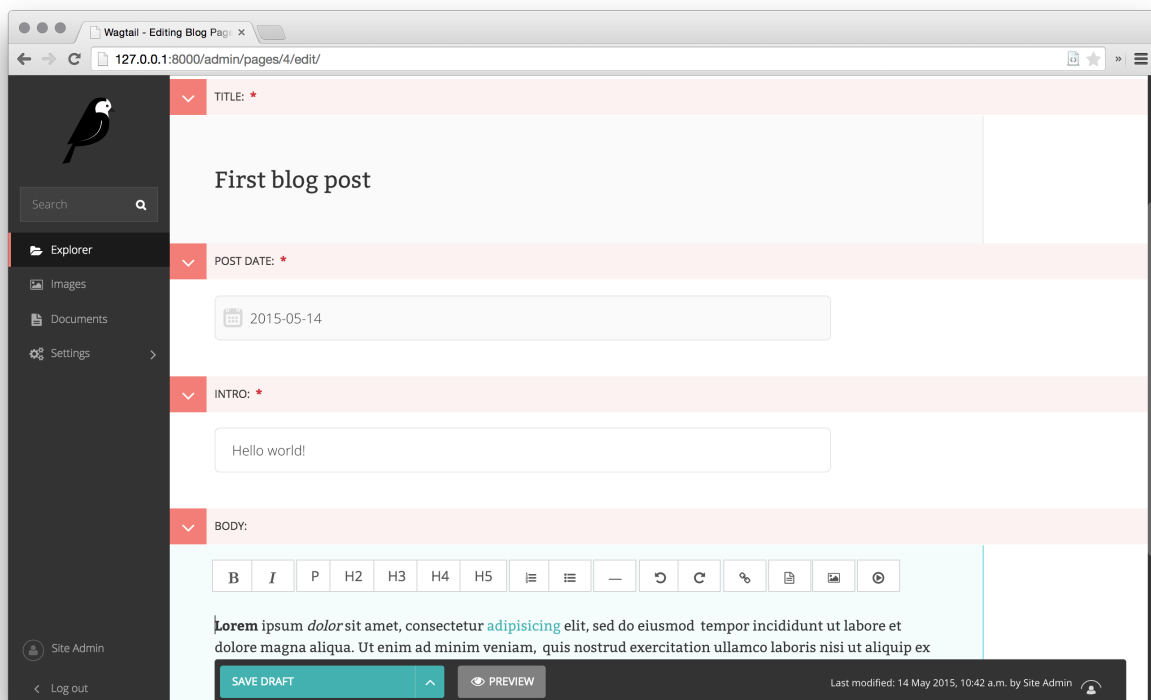 Wagtail - Editing Blog Page
127.0.0.1:8000/admin/pages/4/edit/
Search
Explorer
Images
Documents
Settings
Site Admin
Log out
TITLE: *
First blog post
POST DATE: *
2015-05-14
INTRO: *
Hello world!
BODY:
B I P H2 H3 H4 H5
Lorem ipsum dolor sit amet, consectetur adipisicing elit, sed do eiusmod tempor incididunt ut labore et
dolore magna aliqua. Ut enim ad minim veniam, quis nostrud exercitation ullamco laboris nisi ut aliquip ex
SAVE DRAFT
PREVIEW
Last modified: 14 May 2015, 10:42 a.m. by Site Admin